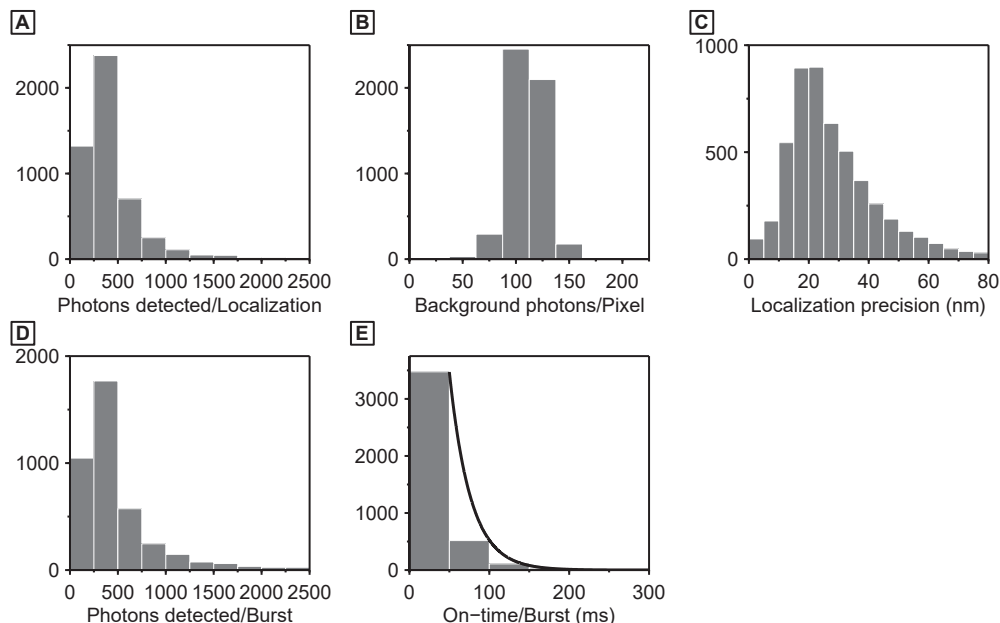 A
2000
1000
0
0 500 1000 1500 2000 2500
Photons detected/Localization
B
2000
1000
0
0 50 100 150 200
Background photons/Pixel
C
1000
500
0
0 20 40 60 80
Localization precision (nm)
D
2000
1000
0
0 500 1000 1500 2000 2500
Photons detected/Burst
E
3000
2000
1000
0
0 100 200 300
On−time/Burst (ms)